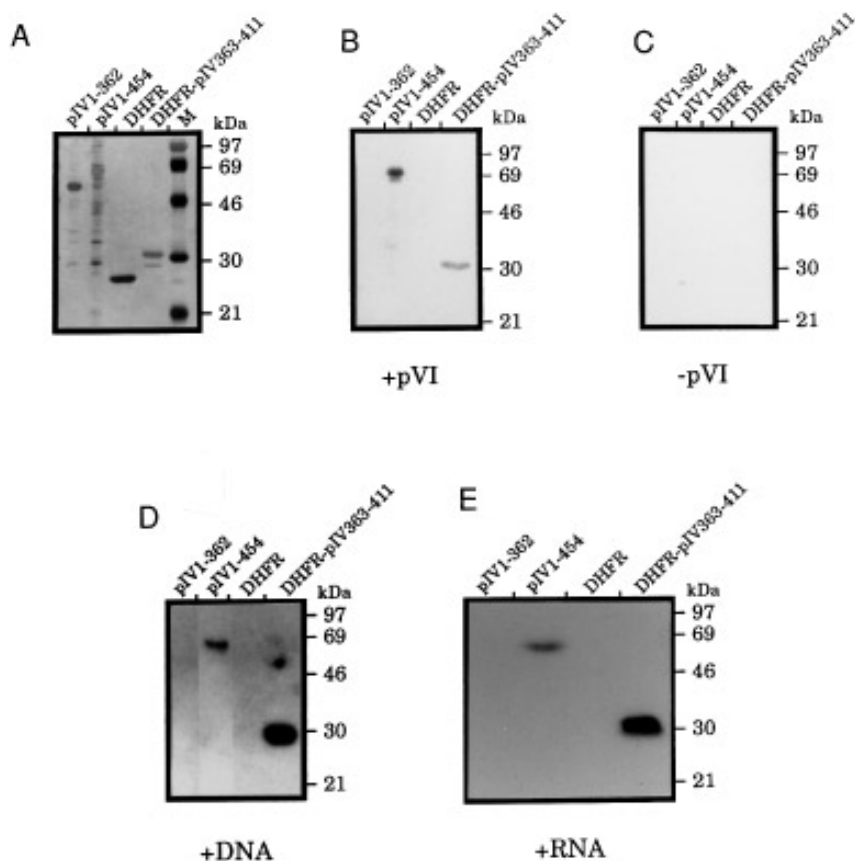 A
pIV1-362
pIV1-454
DHFR
DHFR-pIV363-411
M
kDa
97
69
46
30
21
B
pIV1-362
pIV1-454
DHFR
DHFR-pIV363-411
kDa
97
69
46
30
21
+pVI
C
pIV1-362
pIV1-454
DHFR
DHFR-pIV363-411
kDa
97
69
46
30
21
-pVI
D
pIV1-362
pIV1-454
DHFR
DHFR-pIV363-411
kDa
97
69
46
30
21
+DNA
E
pIV1-362
pIV1-454
DHFR
DHFR-pIV363-411
kDa
97
69
46
30
21
+RNA